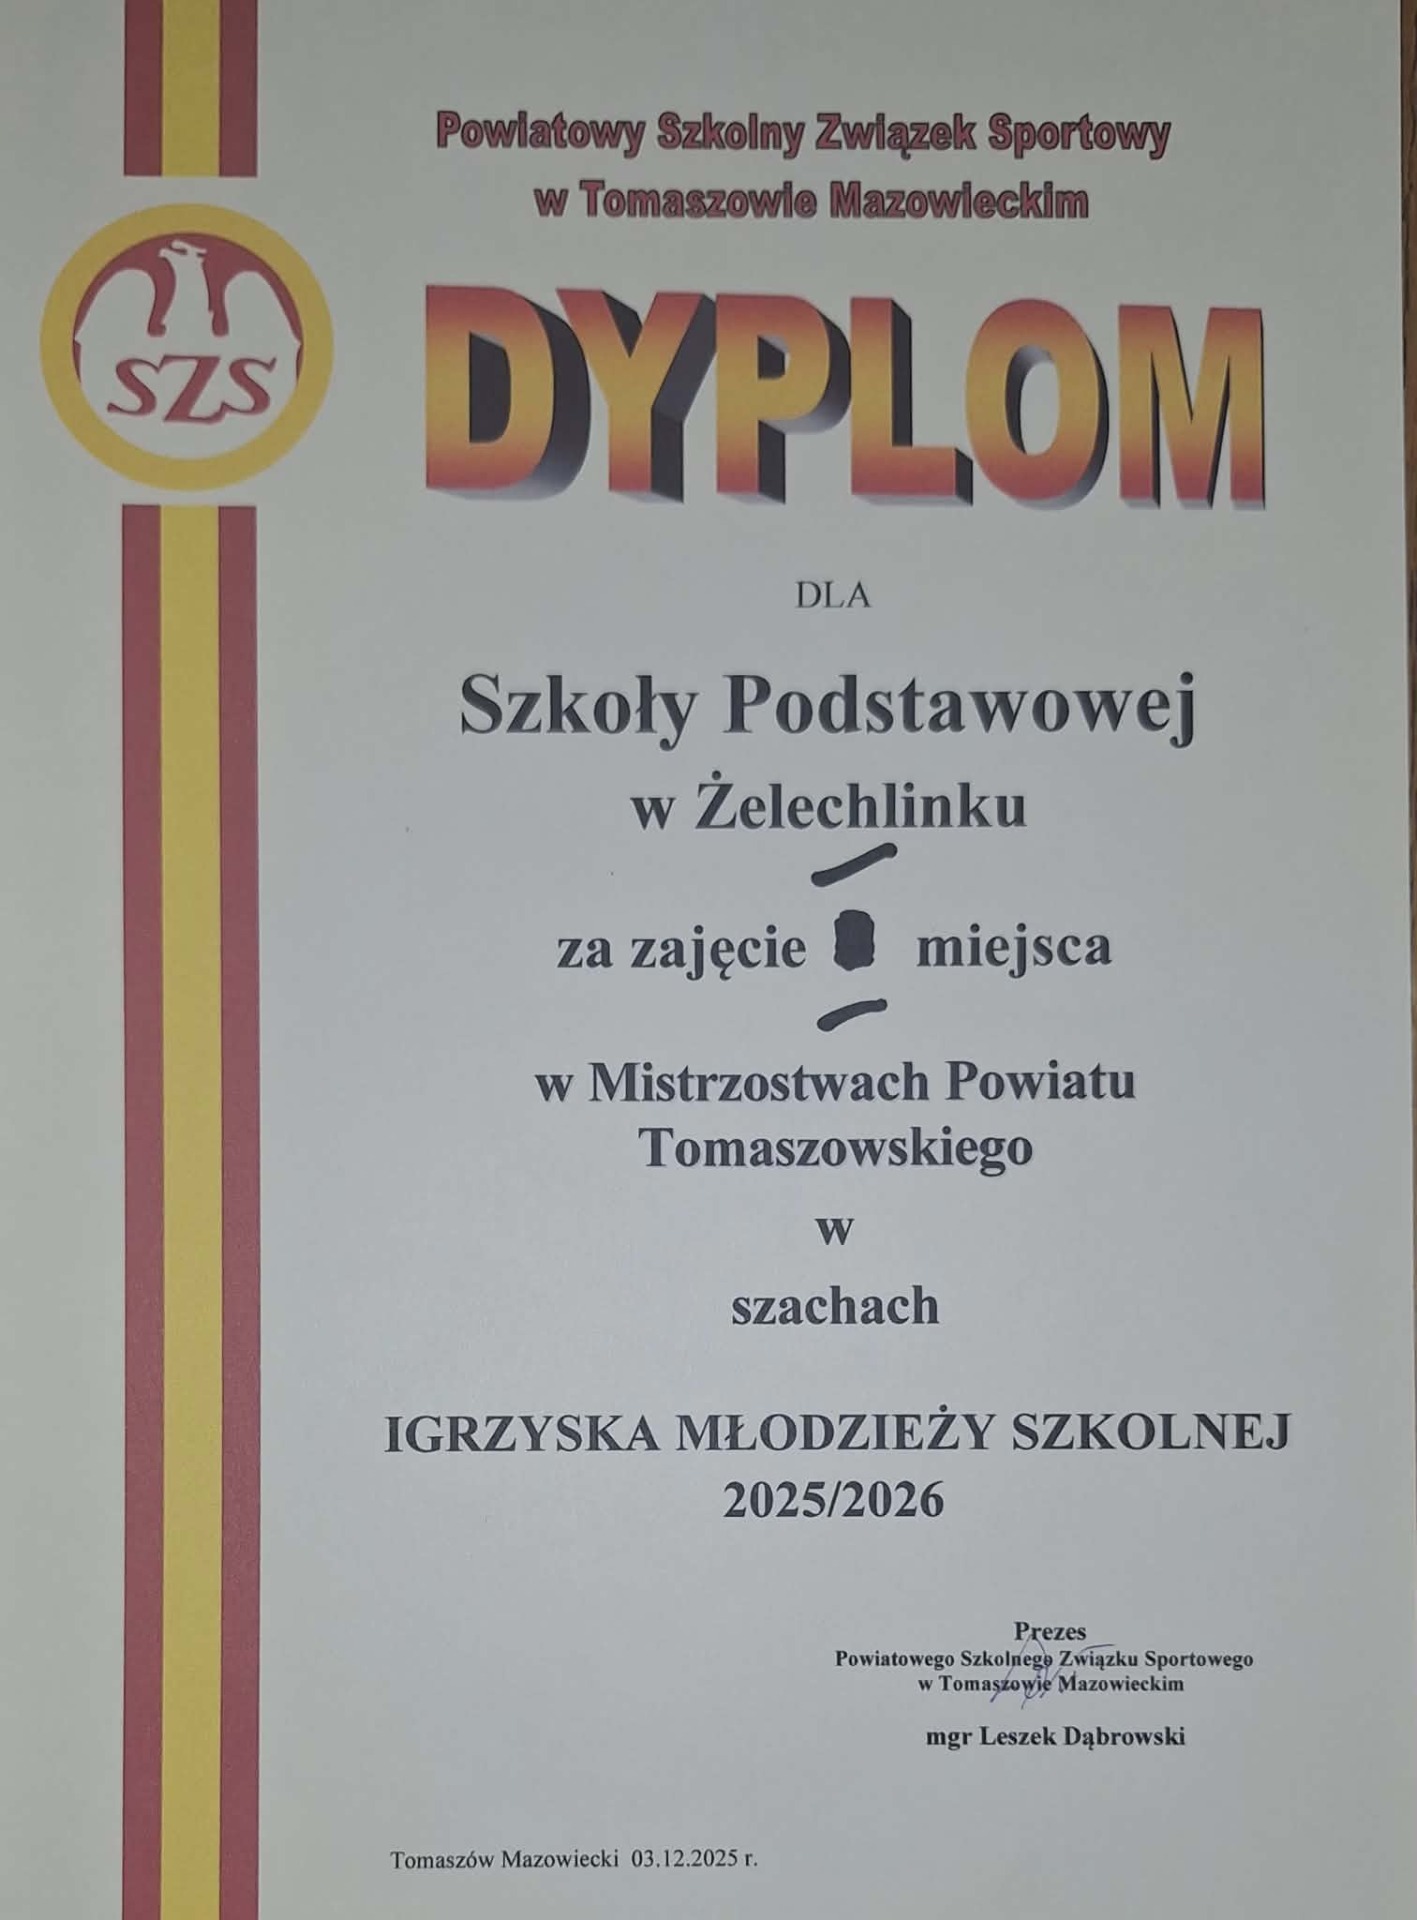 Powiatowy Szkolny Związek Sportowy
w Tomaszowie Mazowieckim
SZS
DYPLOM
DLA
Szkoły Podstawowej
w Żelechlinku
za zajęcie miejsca
w Mistrzostwach Powiatu
Tomaszowskiego
w
szachach
IGRZYSKA MŁODZIEŻY SZKOLNEJ
2025/2026
Prezes
Powiatowego Szkolnego Związku Sportowego
w Tomaszowie Mazowieckim
mgr Leszek Dąbrowski
Tomaszów Mazowiecki 03.12.2025 r.